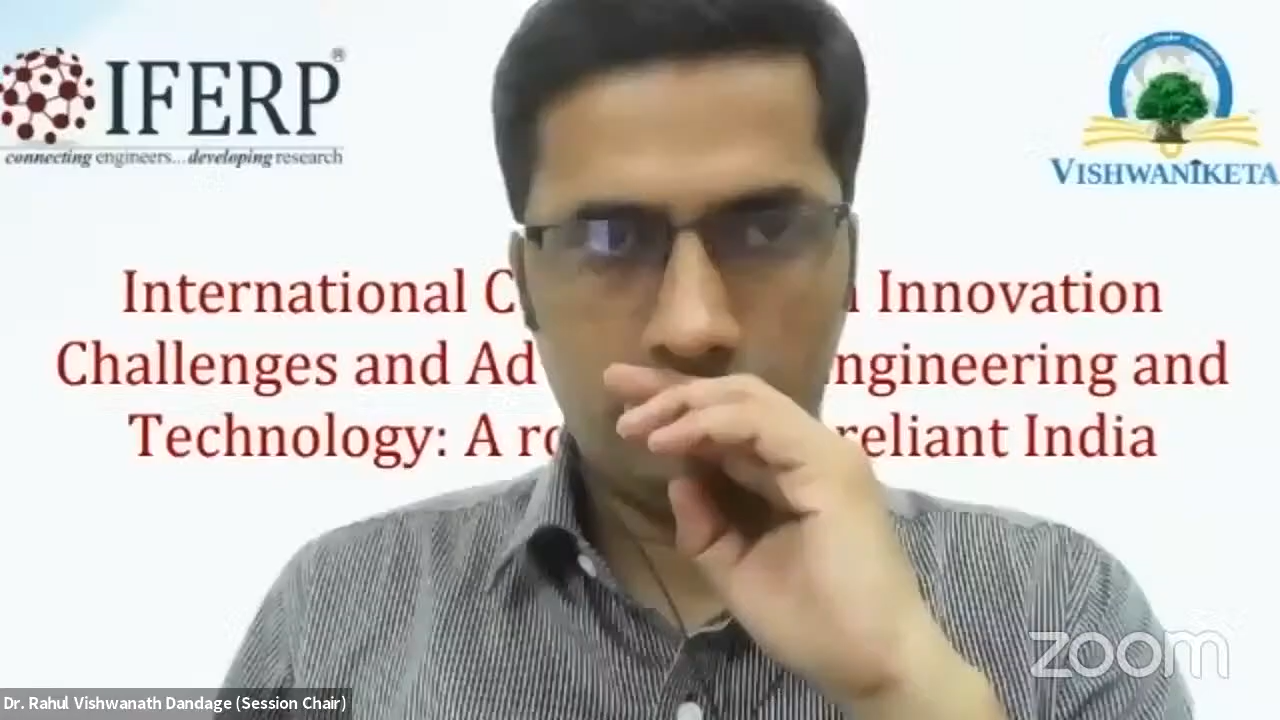 IFERP®
connecting engineers...developing research
VISHWANIKETA
International C Innovation
Challenges and Ad ngineering and
Technology: A ro reliant India
zoom
Dr. Rahul Vishwanath Dandage (Session Chair)